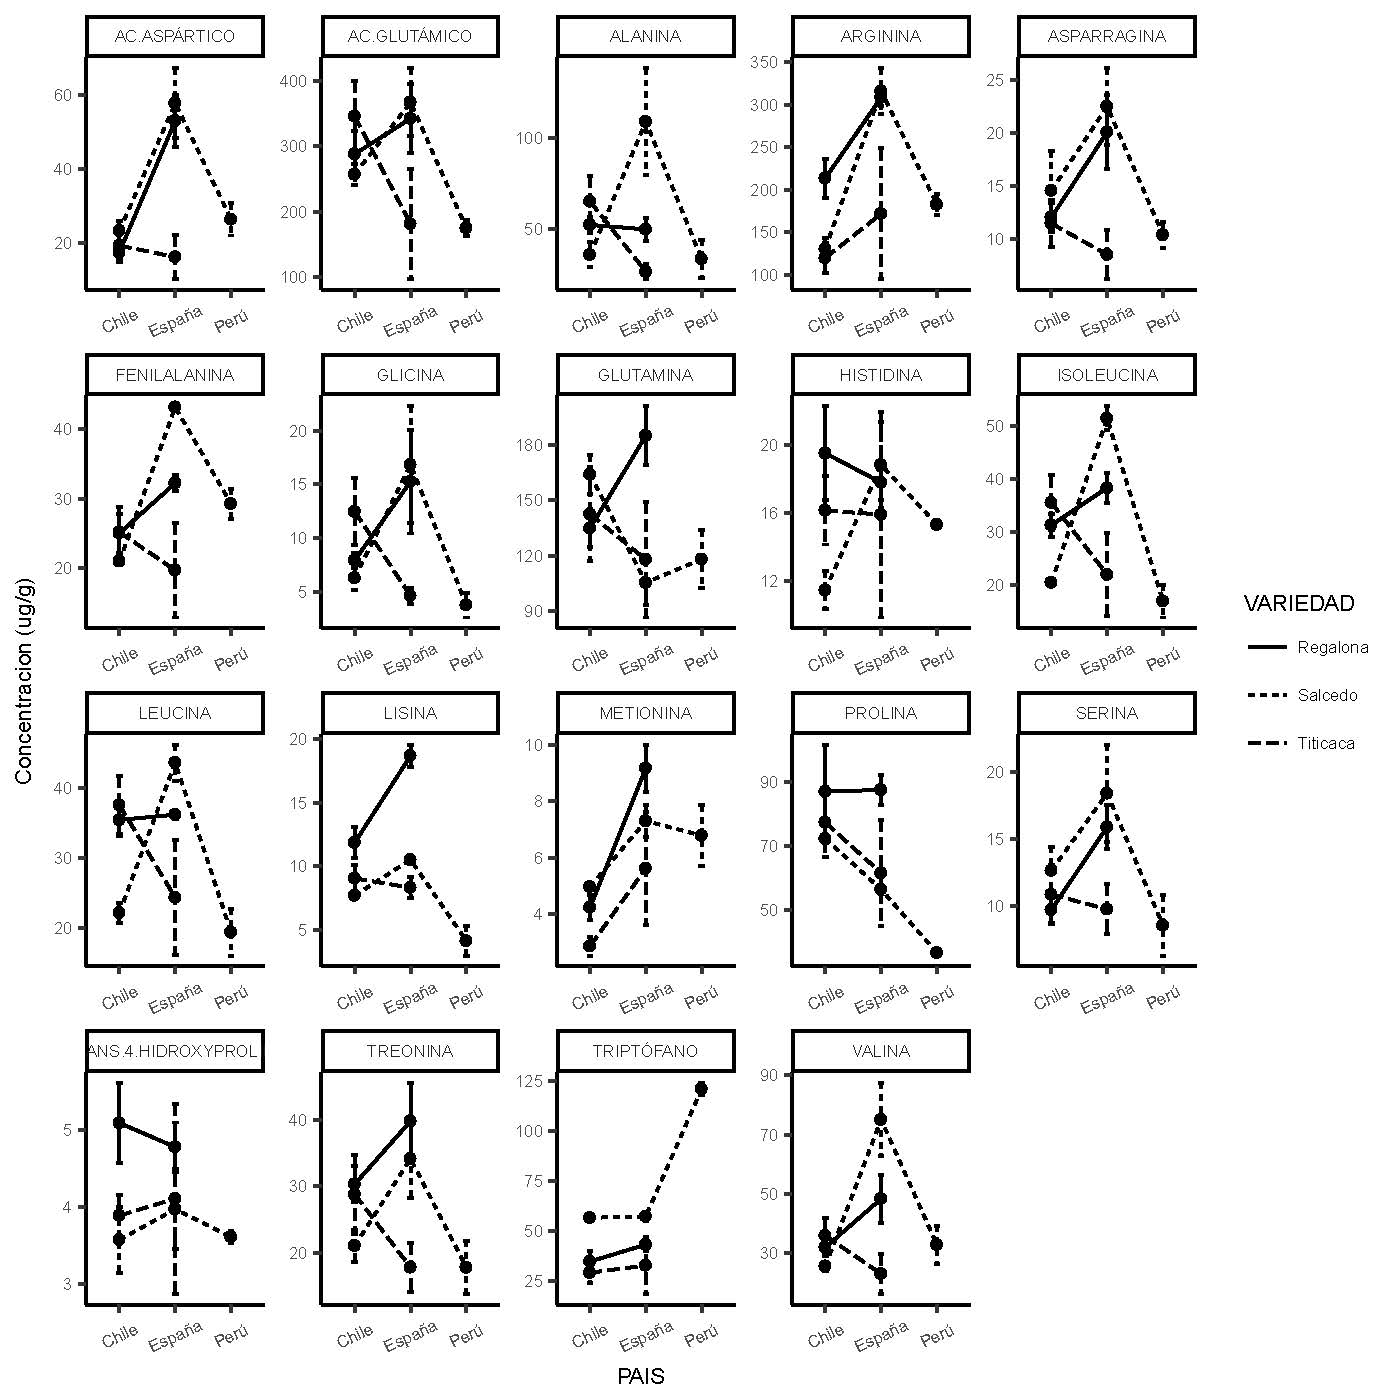 AC.ASPÁRTICO
60
40
20
Chile España Perú
AC.GLUTÁMICO
400
300
200
100
Chile España Perú
ALANINA
100
50
Chile España Perú
ARGININA
350
300
250
200
150
100
Chile España Perú
ASPARRAGINA
25
20
15
10
Chile España Perú
FENILALANINA
40
30
20
Chile España Perú
GLICINA
20
15
10
5
Chile España Perú
GLUTAMINA
180
150
120
90
Chile España Perú
HISTIDINA
20
16
12
Chile España Perú
ISOLEUCINA
50
40
30
20
Chile España Perú
LEUCINA
40
30
20
Chile España Perú
LISINA
20
15
10
5
Chile España Perú
METIONINA
10
8
6
4
Chile España Perú
PROLINA
90
70
50
Chile España Perú
SERINA
20
15
10
Chile España Perú
ANS.4.HIDROXYPROL
5
4
3
Chile España Perú
TREONINA
40
30
20
Chile España Perú
TRIPTÓFANO
125
100
75
50
25
Chile España Perú
VALINA
90
70
50
30
Chile España Perú
Concentracion (ug/g)
PAIS
VARIEDAD
Regalona
Salcedo
Titicaca